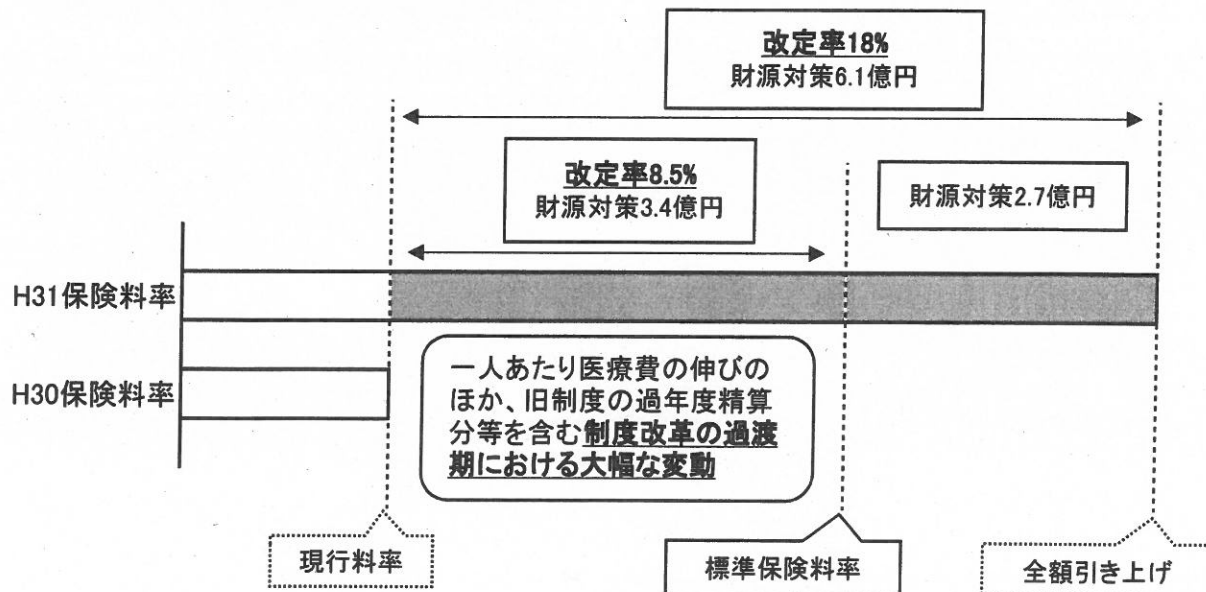 改定率18%
財源対策6.1億円
改定率8.5%
財源対策3.4億円
財源対策2.7億円
H31保険料率
H30保険料率
一人あたり医療費の伸びの
ほか、旧制度の過年度精算
分等を含む制度改革の過渡
期における大幅な変動
現行料率
標準保険料率
全額引き上げ